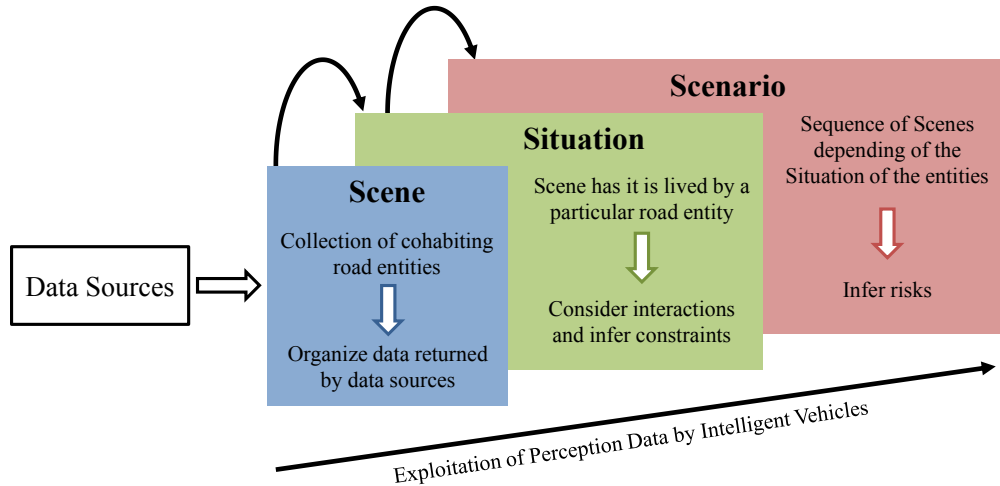 Data Sources
Scene
Collection of cohabiting
road entities
Organize data returned
by data sources
Situation
Scene has it is lived by a
particular road entity
Consider interactions
and infer constraints
Scenario
Sequence of Scenes
depending of the
Situation of the entities
Infer risks
Exploitation of Perception Data by Intelligent Vehicles